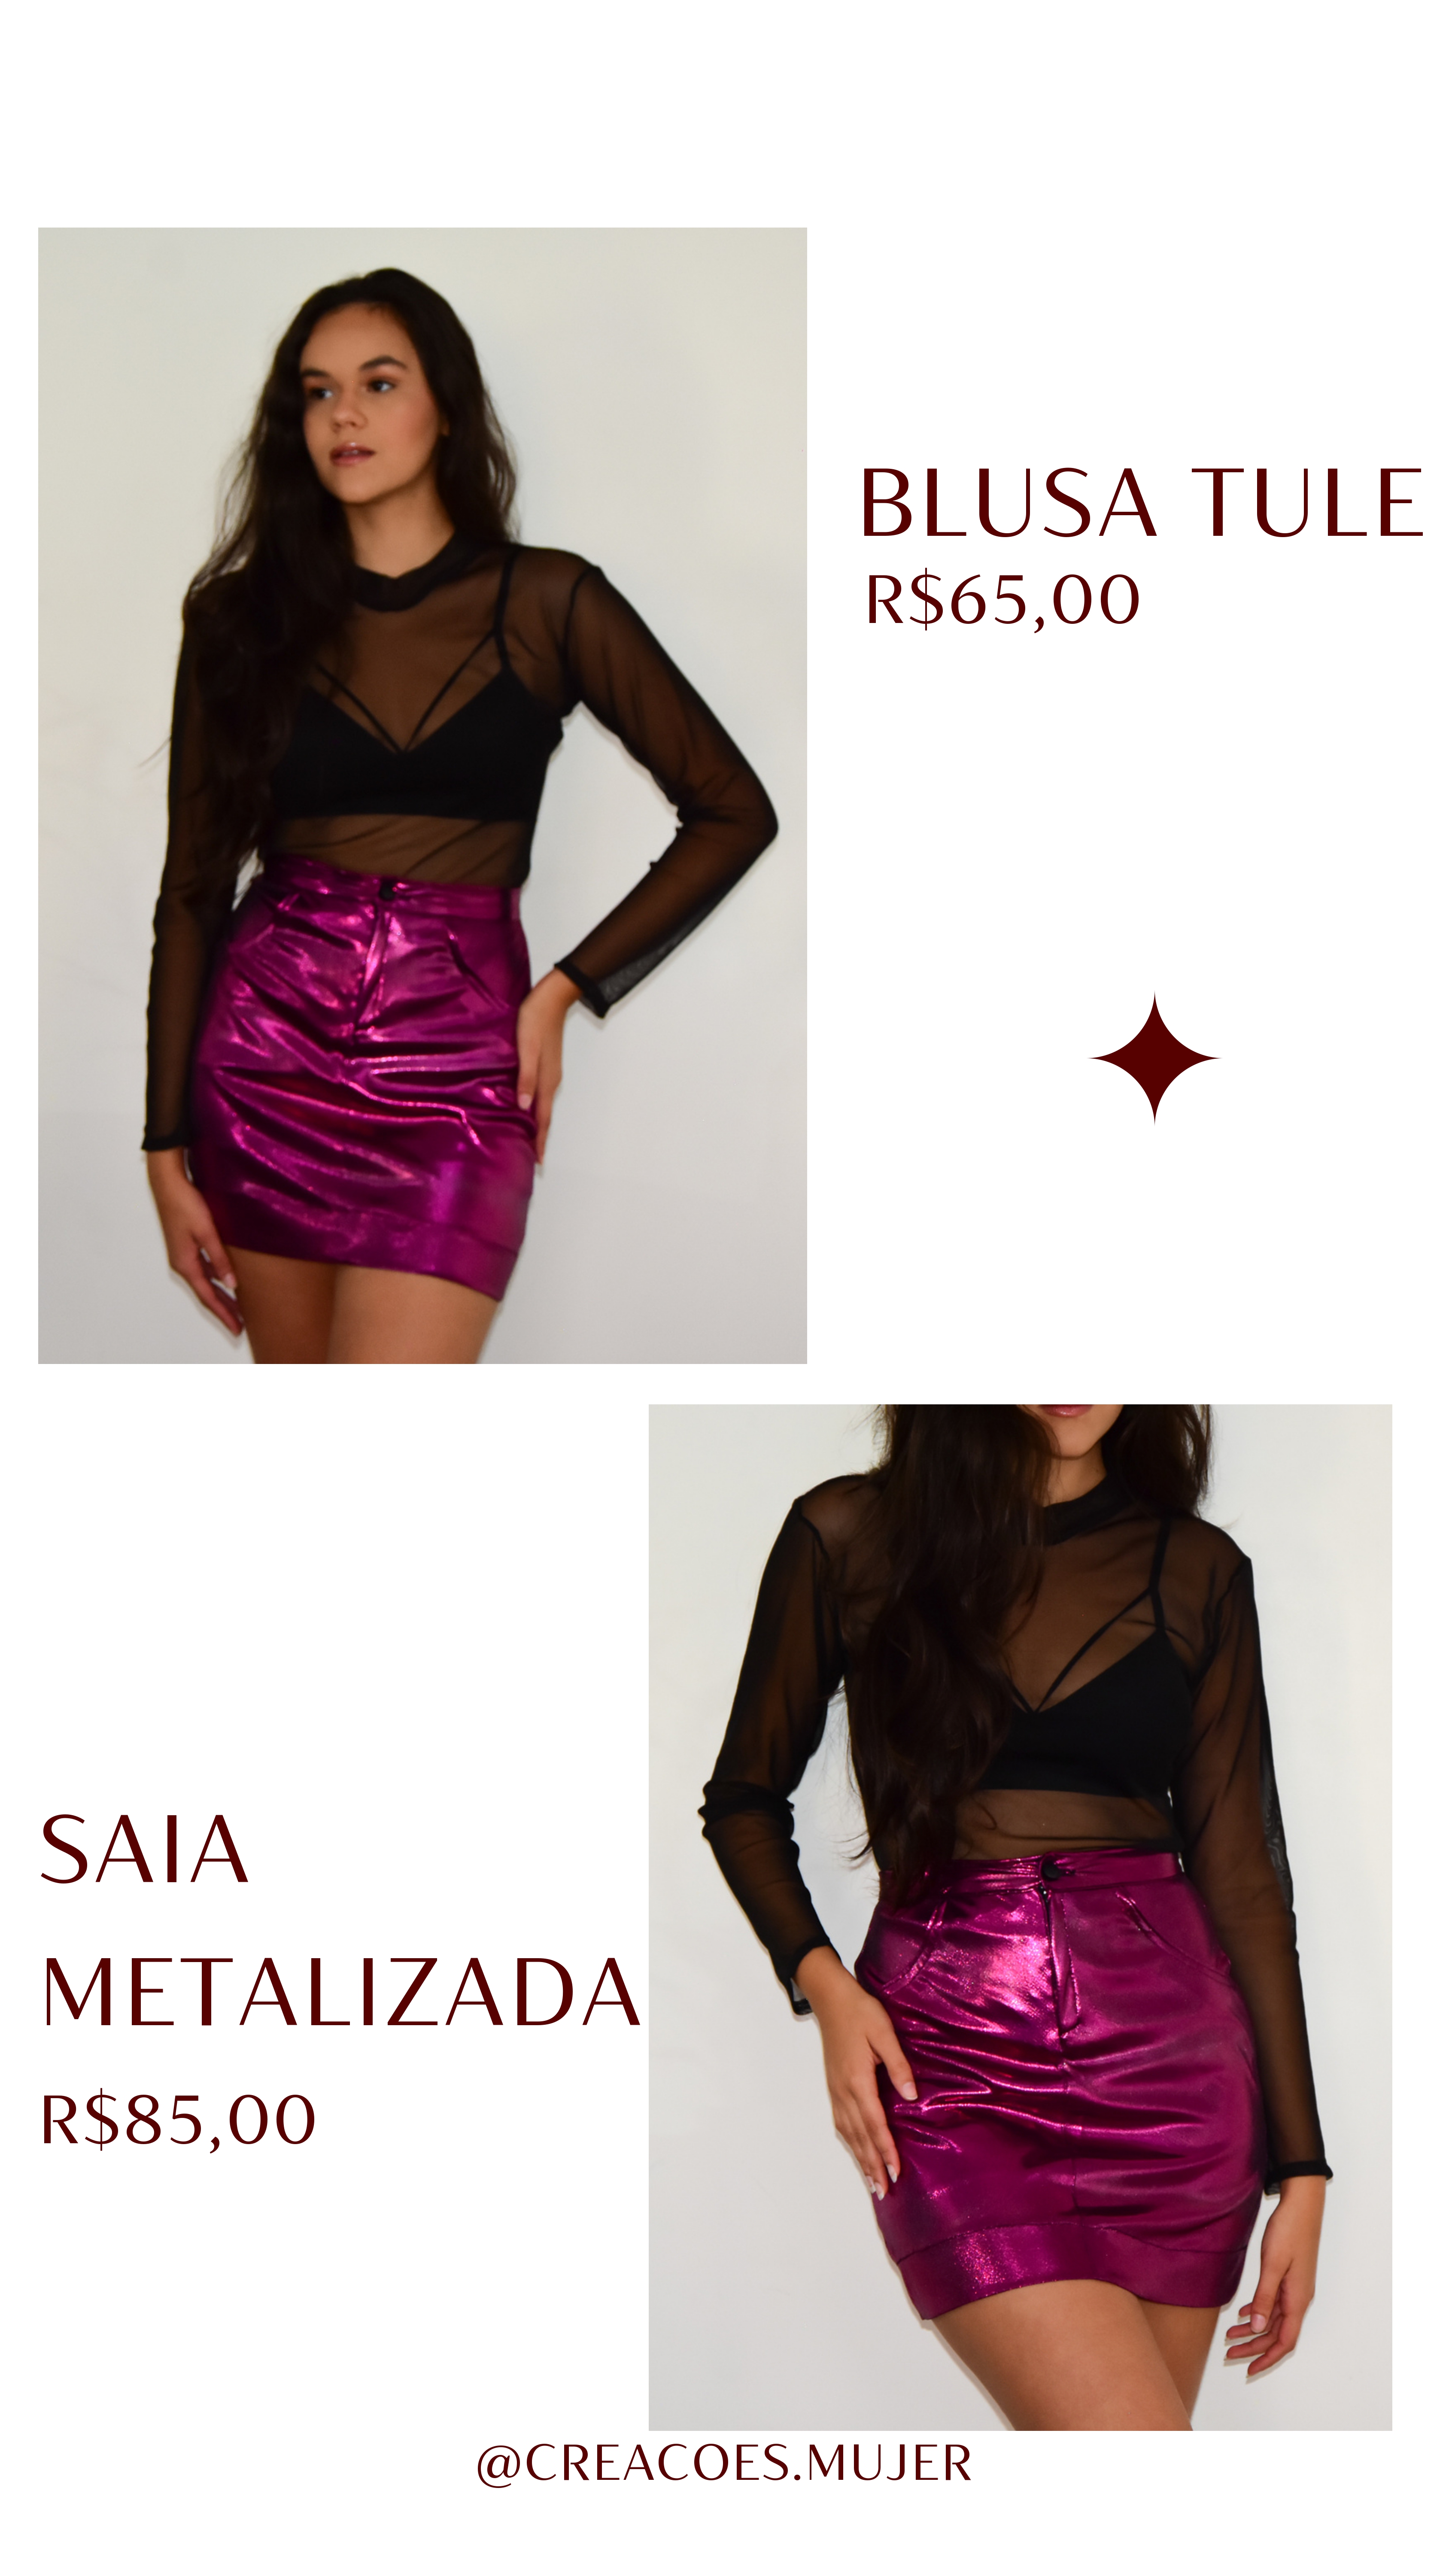 BLUSA TULE
R$65,00
SAIA
METALIZADA
R$85,00
@CREACOES.MUJER